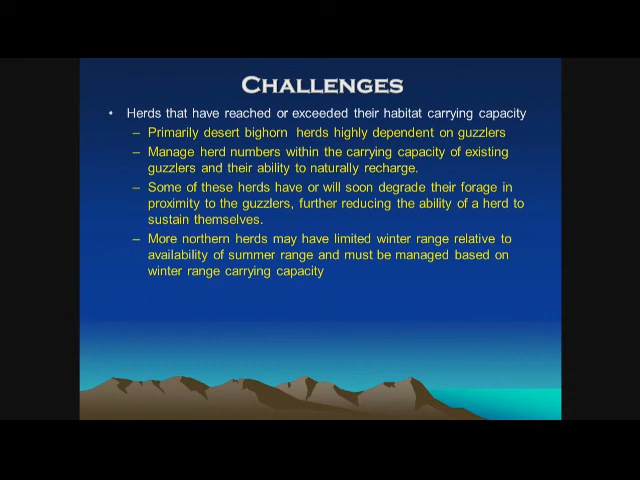 CHALLENGES
• Herds that have reached or exceeded their habitat carrying capacity
– Primarily desert bighorn herds highly dependent on guzzlers
– Manage herd numbers within the carrying capacity of existing
guzzlers and their ability to naturally recharge.
– Some of these herds have or will soon degrade their forage in
proximity to the guzzlers, further reducing the ability of a herd to
sustain themselves.
– More northern herds may have limited winter range relative to
availability of summer range and must be managed based on
winter range carrying capacity